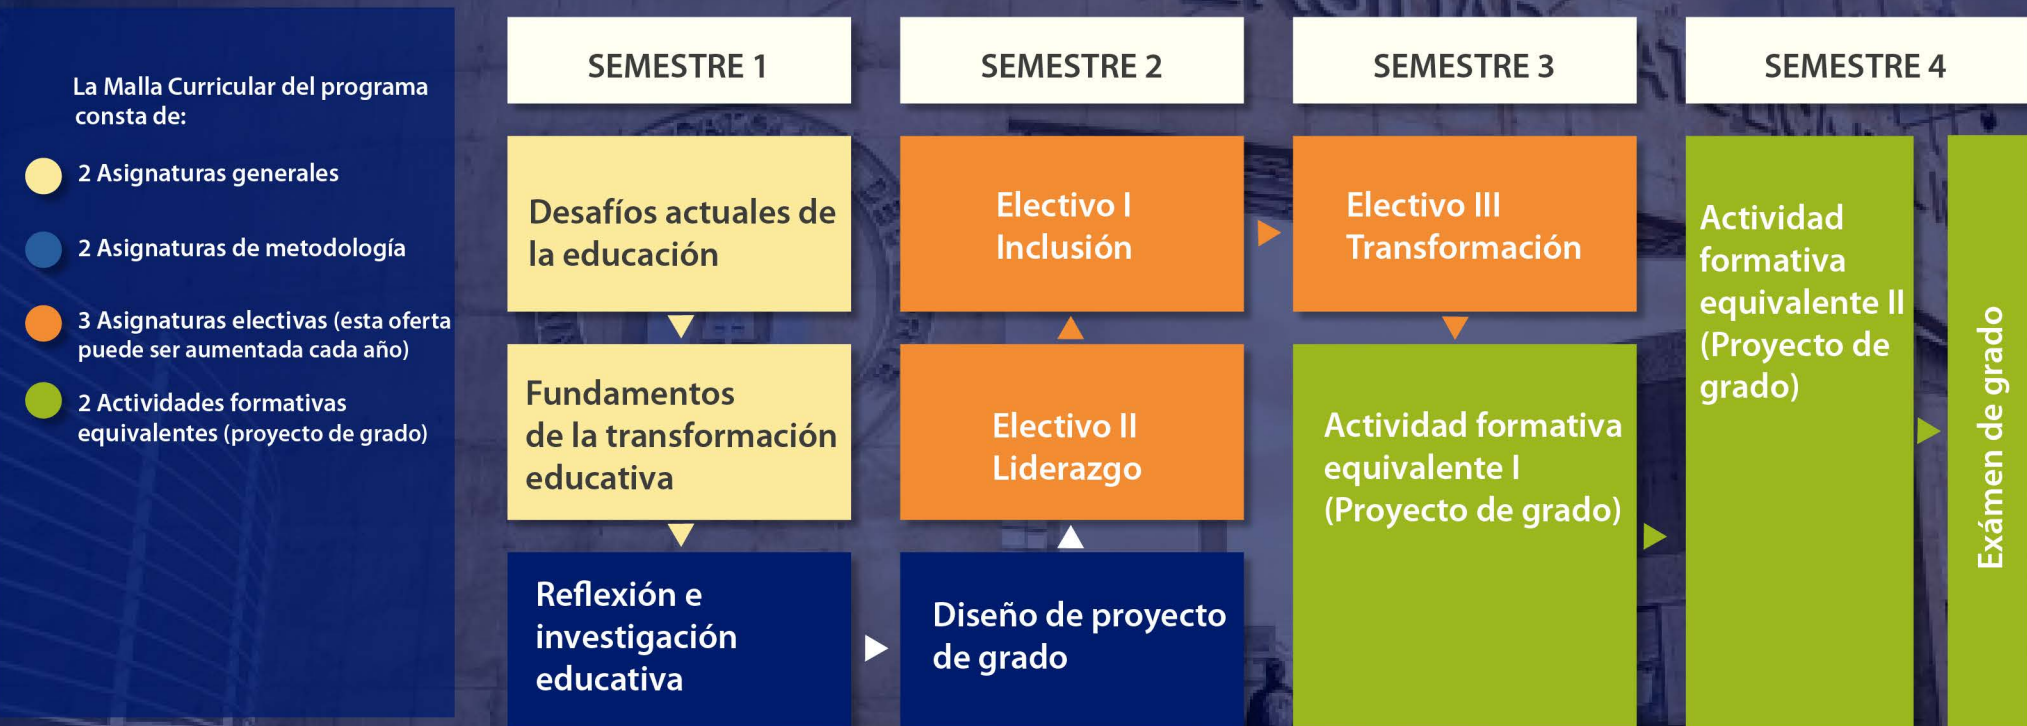 La Malla Curricular del programa
consta de:
2 Asignaturas generales
2 Asignaturas de metodología
3 Asignaturas electivas (esta oferta
puede ser aumentada cada año)
2 Actividades formativas
equivalentes (proyecto de grado)
SEMESTRE 1
Desafíos actuales de
la educación
Fundamentos
de la transformación
educativa
Reflexión e
investigación
educativa
SEMESTRE 2
Electivo I
Inclusión
Electivo II
Liderazgo
Diseño de proyecto
de grado
SEMESTRE 3
Electivo III
Transformación
Actividad formativa
equivalente I
(Proyecto de grado)
SEMESTRE 4
Actividad
formativa
equivalente II
(Proyecto de
grado)
Exámen de grado